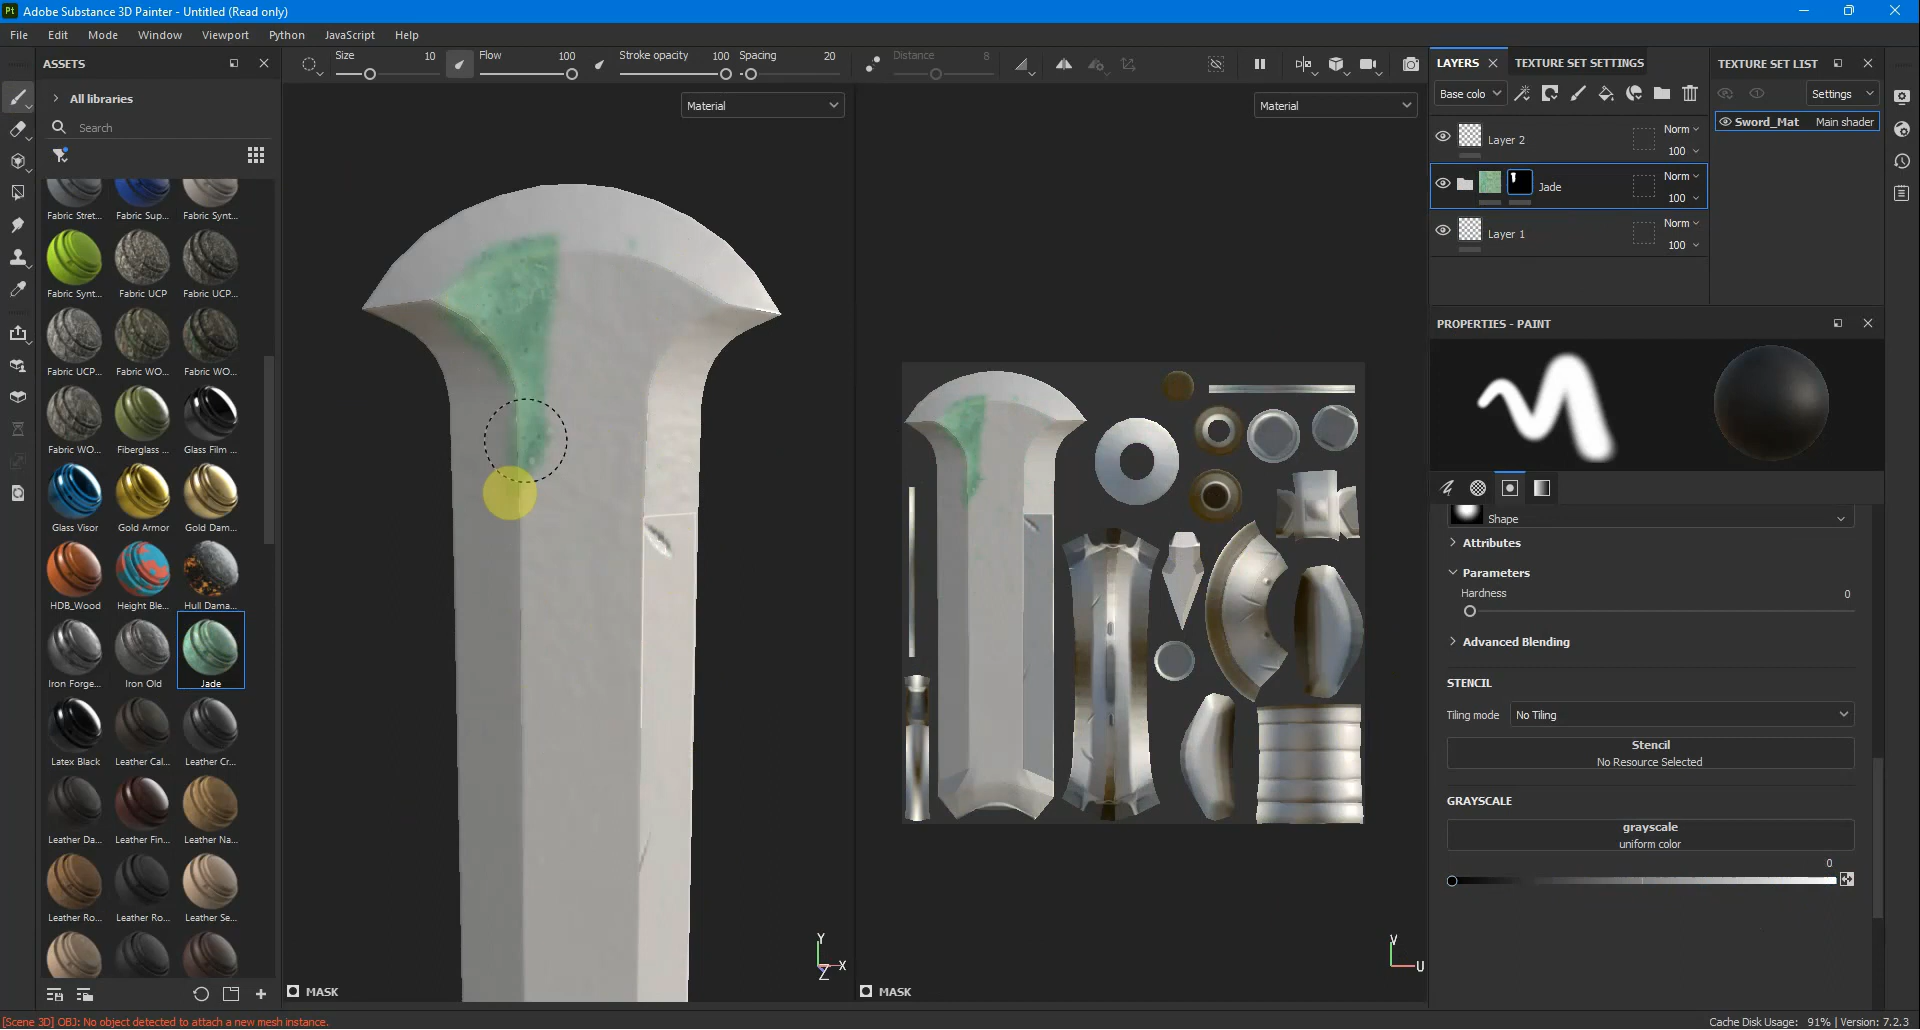 Pt Adobe Substance 3D Painter - Untitled (Read only)
File Edit Mode Window Viewport Python JavaScript Help
ASSETS
All libraries
Search
Fabric Stret... Fabric Sup... Fabric Synt...
Fabric Synt... Fabric UCP Fabric UCP...
Fabric UCP... Fabric WO... Fabric WO...
Fabric WO... Fiberglass ... Glass Film ...
Glass Visor Gold Armor Gold Dam...
HDB_Wood Height Ble... Hull Dama...
Iron Forge... Iron Old Jade
Latex Black Leather Cal... Leather Cr...
Leather Da... Leather Fin... Leather Na...
Leather Ro... Leather Ro... Leather Se...
Size 10 Flow 100 Stroke opacity 100 Spacing 20 Distance 8
Material
Material
Y
X
Z
V
U
MASK
MASK
LAYERS TEXTURE SET SETTINGS
Base colo
Layer 2 Norm
100
Jade Norm
100
Layer 1 Norm
100
TEXTURE SET LIST
Settings
Sword_Mat Main shader
PROPERTIES - PAINT
Shape
Attributes
Parameters
Hardness 0
Advanced Blending
STENCIL
Tiling mode No Tiling
Stencil
No Resource Selected
GRAYSCALE
grayscale
uniform color
0
[Scene 3D] OBJ: No object detected to attach a new mesh instance.
Cache Disk Usage: 91% | Version: 7.2.3